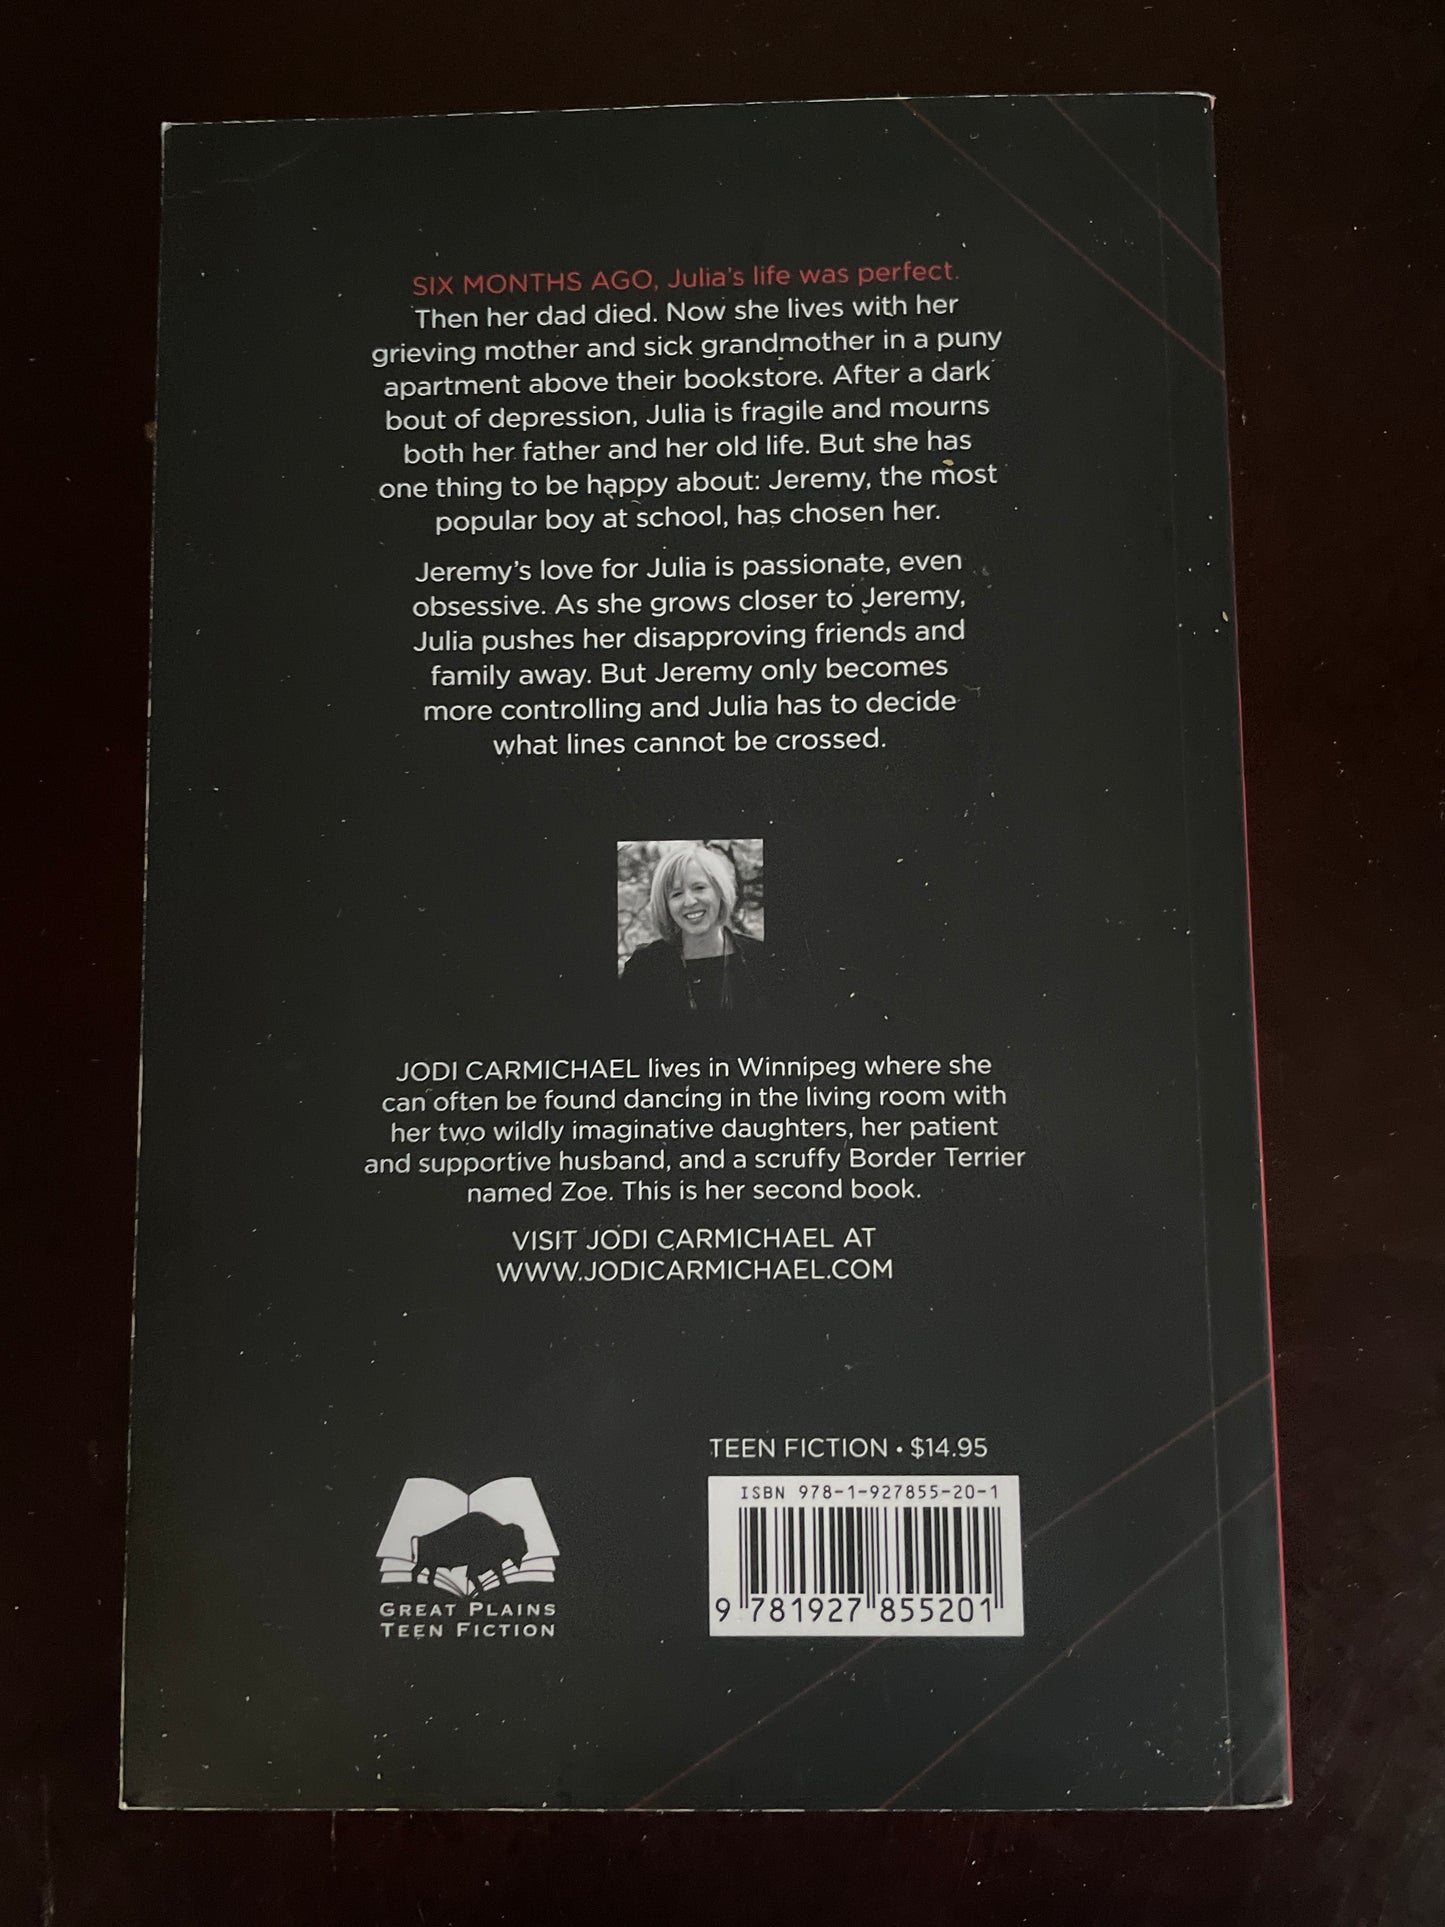 SIX MONTHS AGO, Julia's life was perfect.
Then her dad died. Now she lives with her
grieving mother and sick grandmother in a puny
apartment above their bookstore. After a dark
bout of depression, Julia is fragile and mourns
both her father and her old life. But she has
one thing to be happy about: Jeremy, the most
popular boy at school, has chosen her.
Jeremy's love for Julia is passionate, even
obsessive. As she grows closer to Jeremy,
Julia pushes her disapproving friends and
family away. But Jeremy only becomes
more controlling and Julia has to decide
what lines cannot be crossed.
JODI CARMICHAEL lives in Winnipeg where she
can often be found dancing in the living room with
her two wildly imaginative daughters, her patient
and supportive husband, and a scruffy Border Terrier
named Zoe. This is her second book.
VISIT JODI CARMICHAEL AT
WWW.JODICARMICHAEL.COM
TEEN FICTION • $14.95
ISBN 978-1-927855-20-1
9 781927 855201
GREAT PLAINS
TEEN FICTION